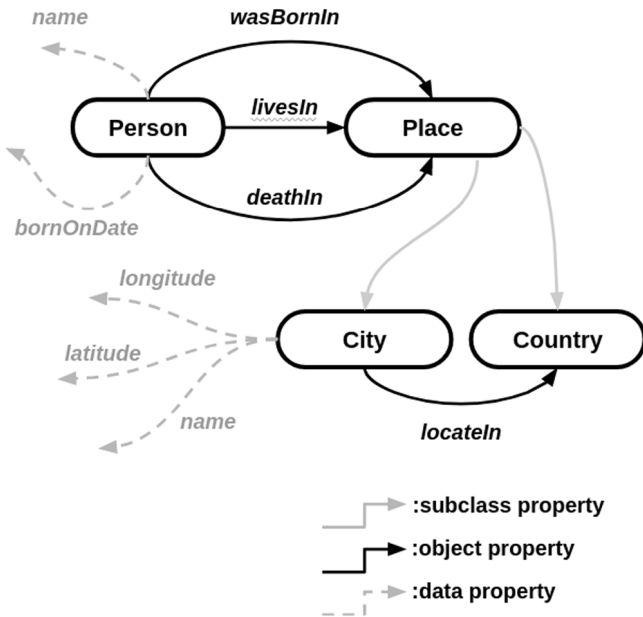 name
wasBornIn
livesIn
Person
Place
deathIn
bornOnDate
longitude
City
Country
latitude
name
locateIn
:subclass property
:object property
:data property